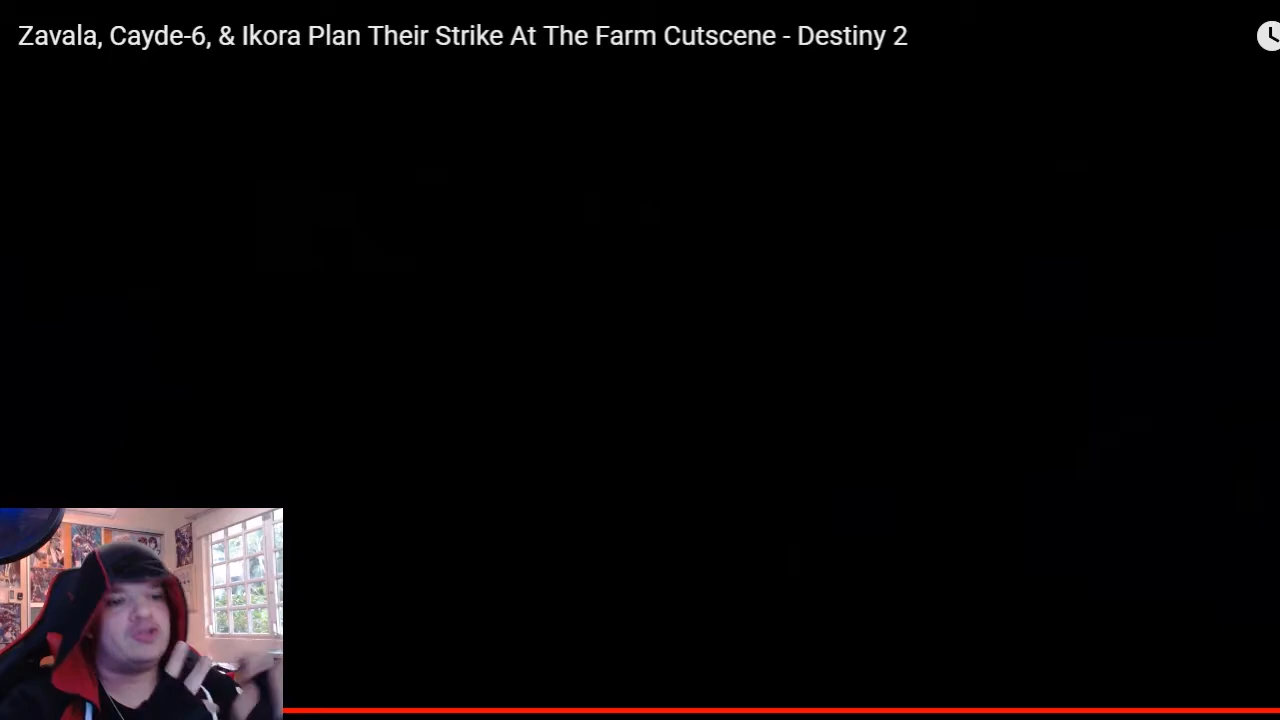 Zavala, Cayde-6, & Ikora Plan Their Strike At The Farm Cutscene - Destiny 2